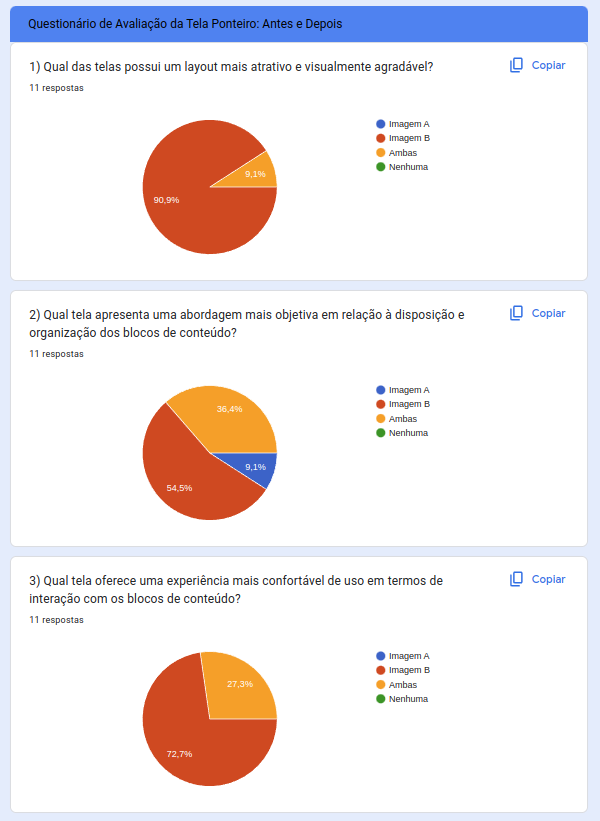 Questionário de Avaliação da Tela Ponteiro: Antes e Depois
1) Qual das telas possui um layout mais atrativo e visualmente agradável?
Copiar
11 respostas
Imagem A
Imagem B
Ambas
Nenhuma
9,1%
90,9%
2) Qual tela apresenta uma abordagem mais objetiva em relação à disposição e
organização dos blocos de conteúdo?
Copiar
11 respostas
Imagem A
Imagem B
Ambas
Nenhuma
36,4%
9,1%
54,5%
3) Qual tela oferece uma experiência mais confortável de uso em termos de
interação com os blocos de conteúdo?
Copiar
11 respostas
Imagem A
Imagem B
Ambas
Nenhuma
27,3%
72,7%